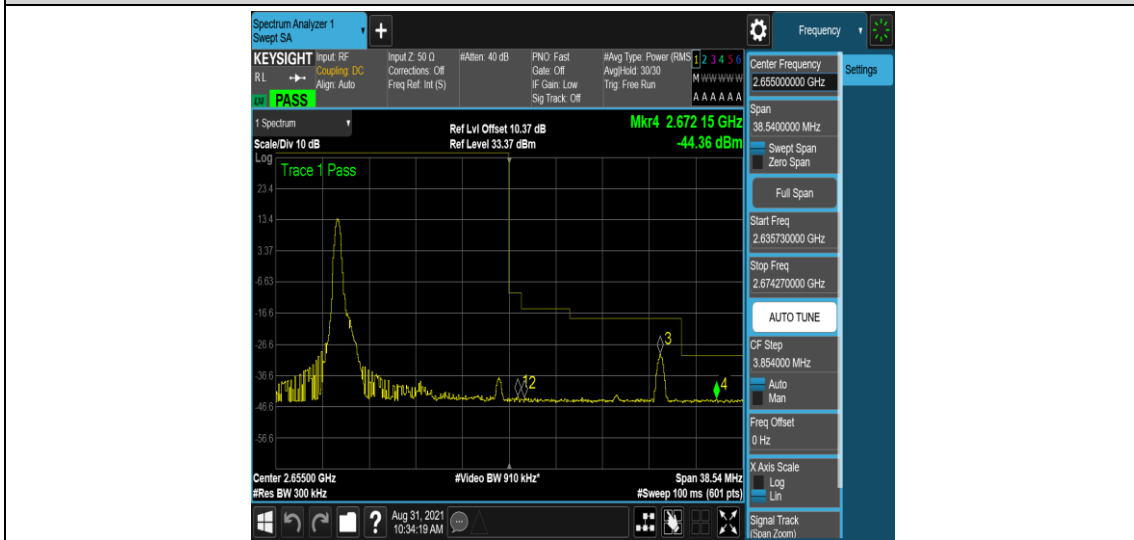 Spectrum Analyzer 1
Swept SA
+
Frequency
KEYSIGHT
Input: RF
Coupling: DC
Align: Auto
Input Z: 50 Ω
Corrections: Off
Freq Ref: Int (S)
#Atten: 40 dB
PNO: Fast
Gate: Off
IF Gain: Low
Sig Track: Off
#Avg Type: Power (RMS
Avg|Hold: 30/30
Trig: Free Run
1 2 3 4 5 6
M W W W W W
A A A A A A
R L
PASS
1 Spectrum
Scale/Div 10 dB
Ref Lvl Offset 10.37 dB
Ref Level 33.37 dBm
Mkr4 2.672 15 GHz
-44.36 dBm
Log
Trace 1 Pass
23.4
13.4
3.37
-6.63
-16.6
-26.6
-36.6
-46.6
-56.6
1 2
3
4
Center 2.65500 GHz
#Res BW 300 kHz
#Video BW 910 kHz*
Span 38.54 MHz
#Sweep 100 ms (601 pts)
?
Aug 31, 2021
10:34:19 AM
Center Frequency
2.655000000 GHz
Settings
Span
38.5400000 MHz
Swept Span
Zero Span
Full Span
Start Freq
2.635730000 GHz
Stop Freq
2.674270000 GHz
AUTO TUNE
CF Step
3.854000 MHz
Auto
Man
Freq Offset
0 Hz
X Axis Scale
Log
Lin
Signal Track
(Span Zoom)